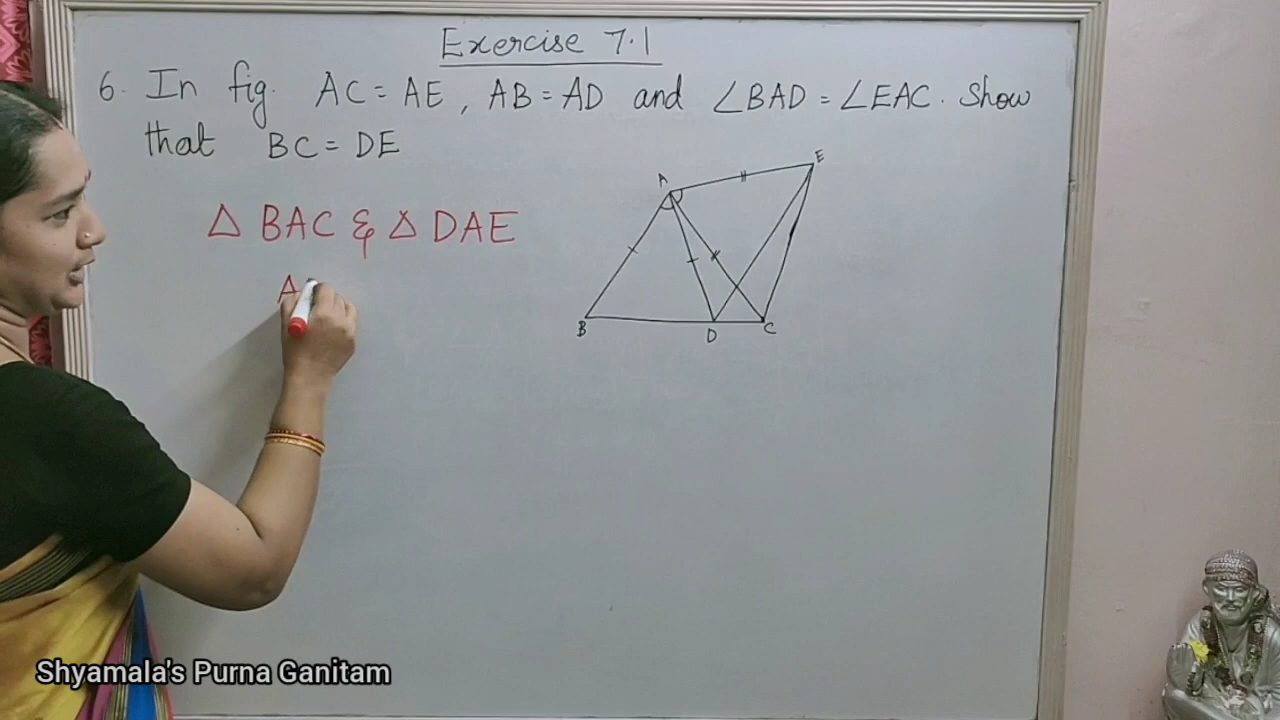 Exercise 7.1
6. In fig. AC = AE, AB = AD and ∠BAD = ∠EAC. Show
that BC = DE
E
A
Δ BAC & Δ DAE
A
B D C
Shyamala's Purna Ganitam